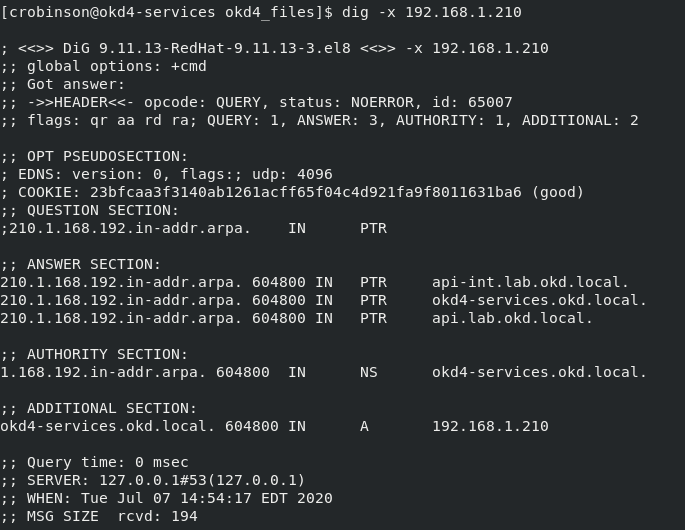 [crobinson@okd4-services okd4_files]$ dig -x 192.168.1.210
; <<>> DiG 9.11.13-RedHat-9.11.13-3.el8 <<>> -x 192.168.1.210
;; global options: +cmd
;; Got answer:
;; ->>HEADER<<- opcode: QUERY, status: NOERROR, id: 65007
;; flags: qr aa rd ra; QUERY: 1, ANSWER: 3, AUTHORITY: 1, ADDITIONAL: 2
;; OPT PSEUDOSECTION:
; EDNS: version: 0, flags:; udp: 4096
; COOKIE: 23bfcaa3f3140ab1261acff65f04c4d921fa9f8011631ba6 (good)
;; QUESTION SECTION:
;210.1.168.192.in-addr.arpa. IN PTR
;; ANSWER SECTION:
210.1.168.192.in-addr.arpa. 604800 IN PTR api-int.lab.okd.local.
210.1.168.192.in-addr.arpa. 604800 IN PTR okd4-services.okd.local.
210.1.168.192.in-addr.arpa. 604800 IN PTR api.lab.okd.local.
;; AUTHORITY SECTION:
1.168.192.in-addr.arpa. 604800 IN NS okd4-services.okd.local.
;; ADDITIONAL SECTION:
okd4-services.okd.local. 604800 IN A 192.168.1.210
;; Query time: 0 msec
;; SERVER: 127.0.0.1#53(127.0.0.1)
;; WHEN: Tue Jul 07 14:54:17 EDT 2020
;; MSG SIZE rcvd: 194